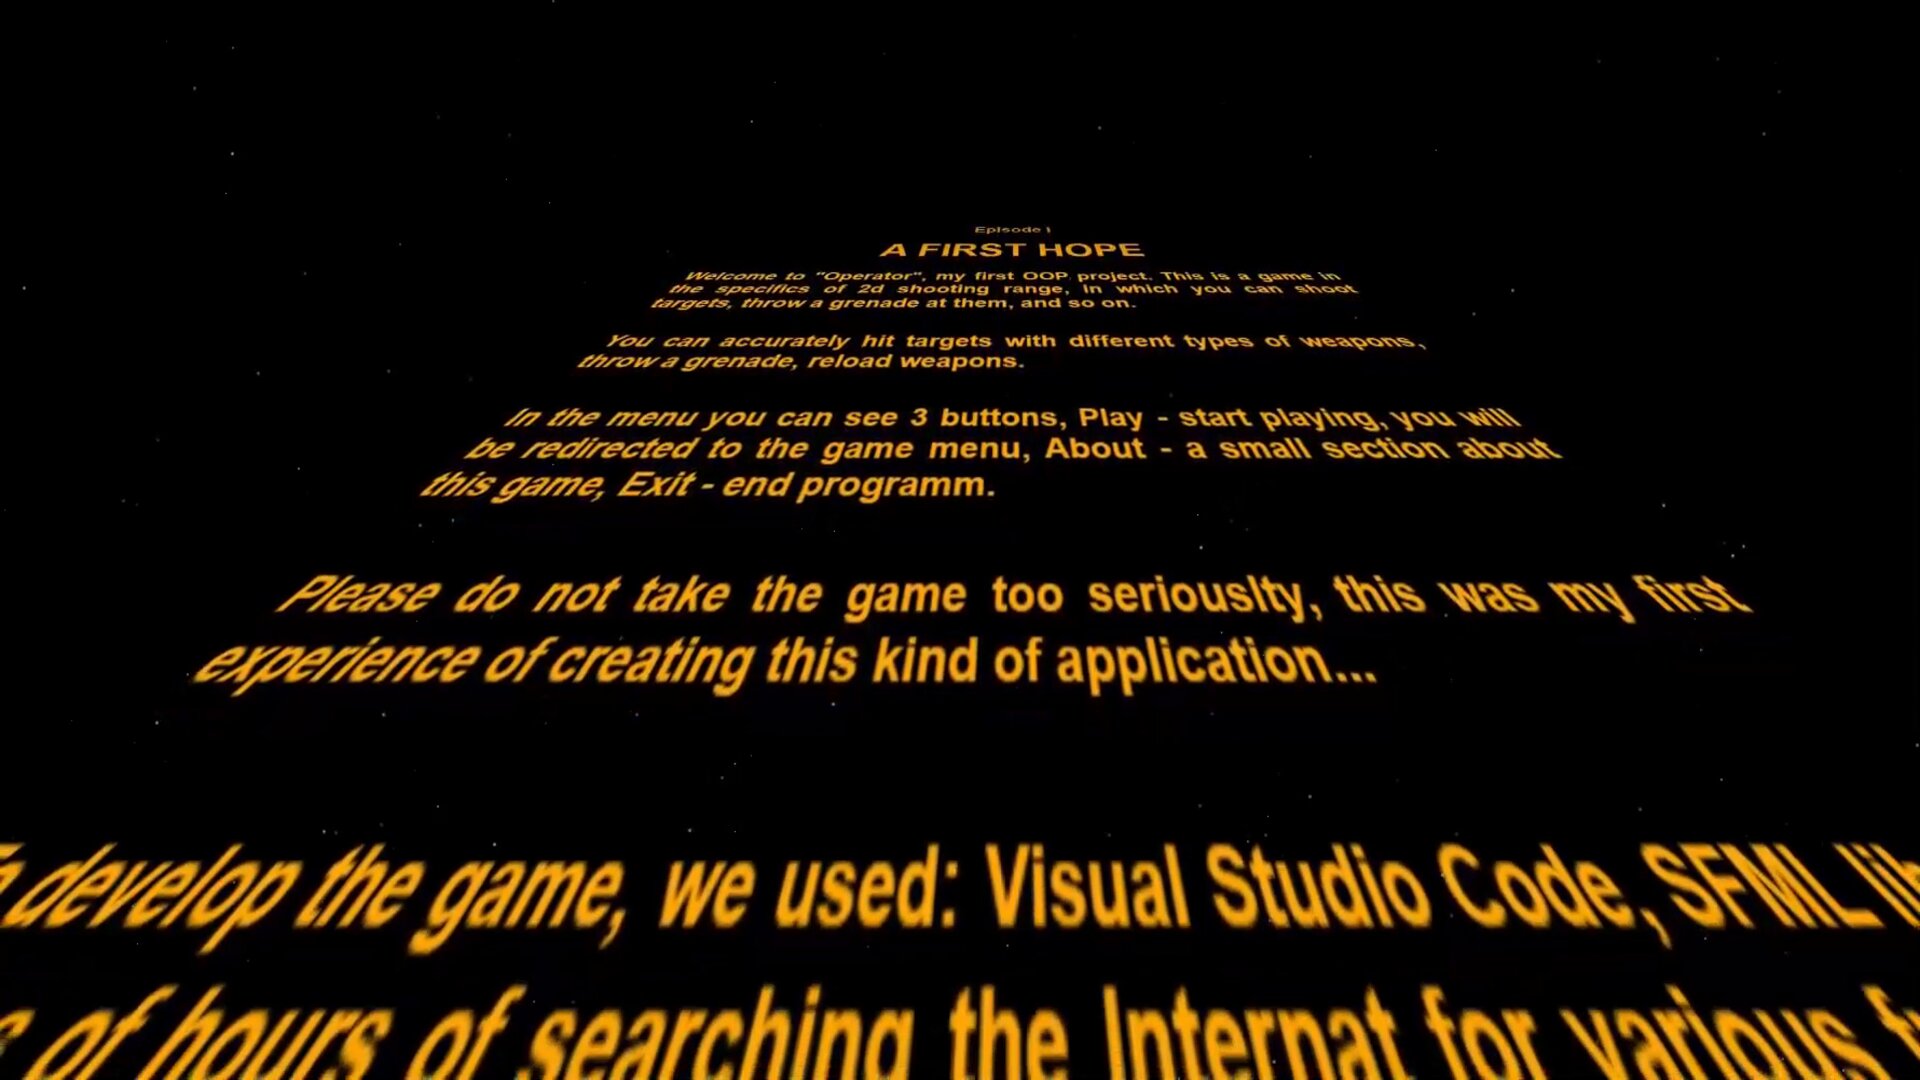 Episode I
A FIRST HOPE
Welcome to "Operator", my first OOP project. This is a game in
the specifics of 2d shooting range, in which you can shoot
targets, throw a grenade at them, and so on.
You can accurately hit targets with different types of weapons,
throw a grenade, reload weapons.
In the menu you can see 3 buttons, Play - start playing, you will
be redirected to the game menu, About - a small section about
this game, Exit - end programm.
Please do not take the game too seriouslty, this was my first
experience of creating this kind of application...
develop the game, we used: Visual Studio Code, SFML
of hours of searching the Internat for various